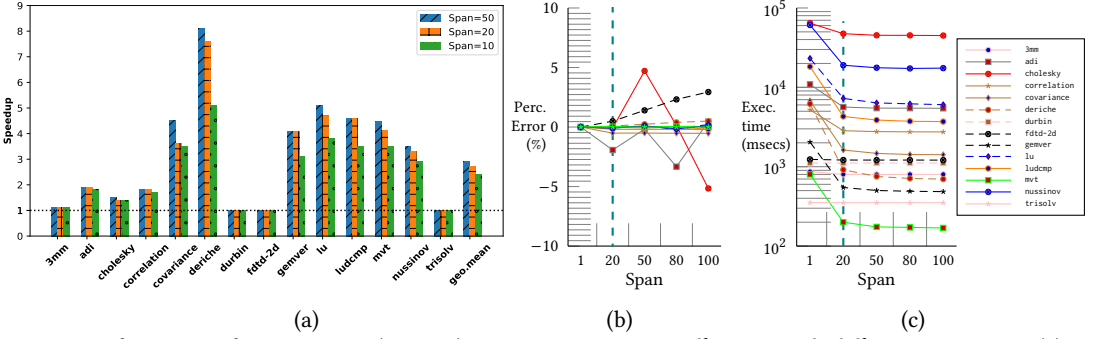 9
8
7
6
5
4
3
2
1
0
Speedup
Span=50
Span=20
Span=10
3mm
adi
cholesky
correlation
covariance
deriche
durbin
fdtd-2d
gemver
lu
ludcmp
mvt
nussinov
trisolv
geo.mean
(a)
10
5
0
−5
−10
Perc.
Error
(%)
1 20 50 80 100
Span
(b)
10^5
10^4
10^3
10^2
Exec.
time
(msecs)
1 20 50 80 100
Span
(c)
3mm
adi
cholesky
correlation
covariance
deriche
durbin
fdtd-2d
gemver
lu
ludcmp
mvt
nussinov
trisolv